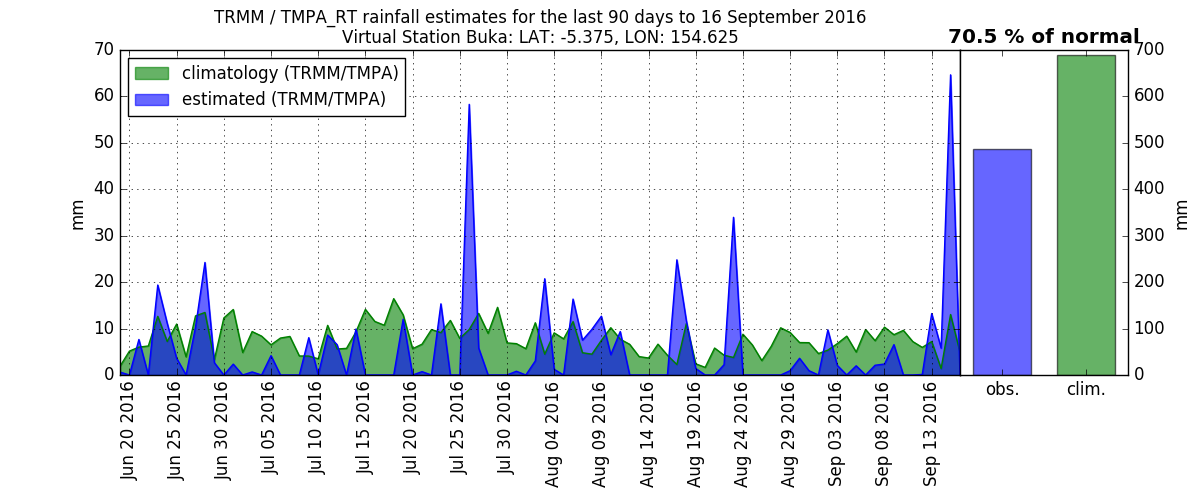 TRMM / TMPA_RT rainfall estimates for the last 90 days to 16 September 2016
Virtual Station Buka: LAT: -5.375, LON: 154.625
70.5 % of normal
climatology (TRMM/TMPA)
estimated (TRMM/TMPA)
70
60
50
40
30
20
10
0
mm
Jun 20 2016
Jun 25 2016
Jun 30 2016
Jul 05 2016
Jul 10 2016
Jul 15 2016
Jul 20 2016
Jul 25 2016
Jul 30 2016
Aug 04 2016
Aug 09 2016
Aug 14 2016
Aug 19 2016
Aug 24 2016
Aug 29 2016
Sep 03 2016
Sep 08 2016
Sep 13 2016
700
600
500
400
300
200
100
0
mm
obs.
clim.